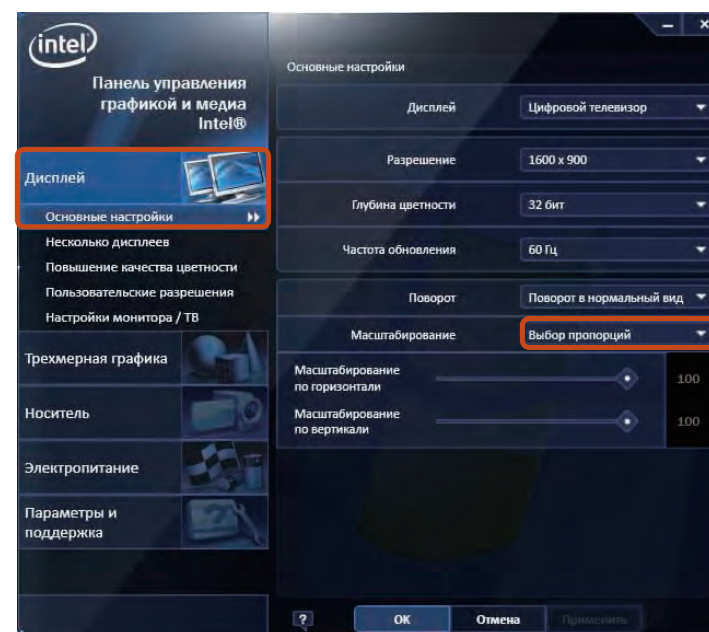 intel
Панель управления
графикой и медиа
Intel®
Дисплей
Основные настройки
Несколько дисплеев
Повышение качества цветности
Пользовательские разрешения
Настройки монитора / ТВ
Трехмерная графика
Носитель
Электропитание
Параметры и
поддержка
Основные настройки
Дисплей Цифровой телевизор
Разрешение 1600 x 900
Глубина цветности 32 бит
Частота обновления 60 Гц
Поворот Поворот в нормальный вид
Масштабирование Выбор пропорций
Масштабирование
по горизонтали 100
Масштабирование
по вертикали 100
? ОК Отмена Применить